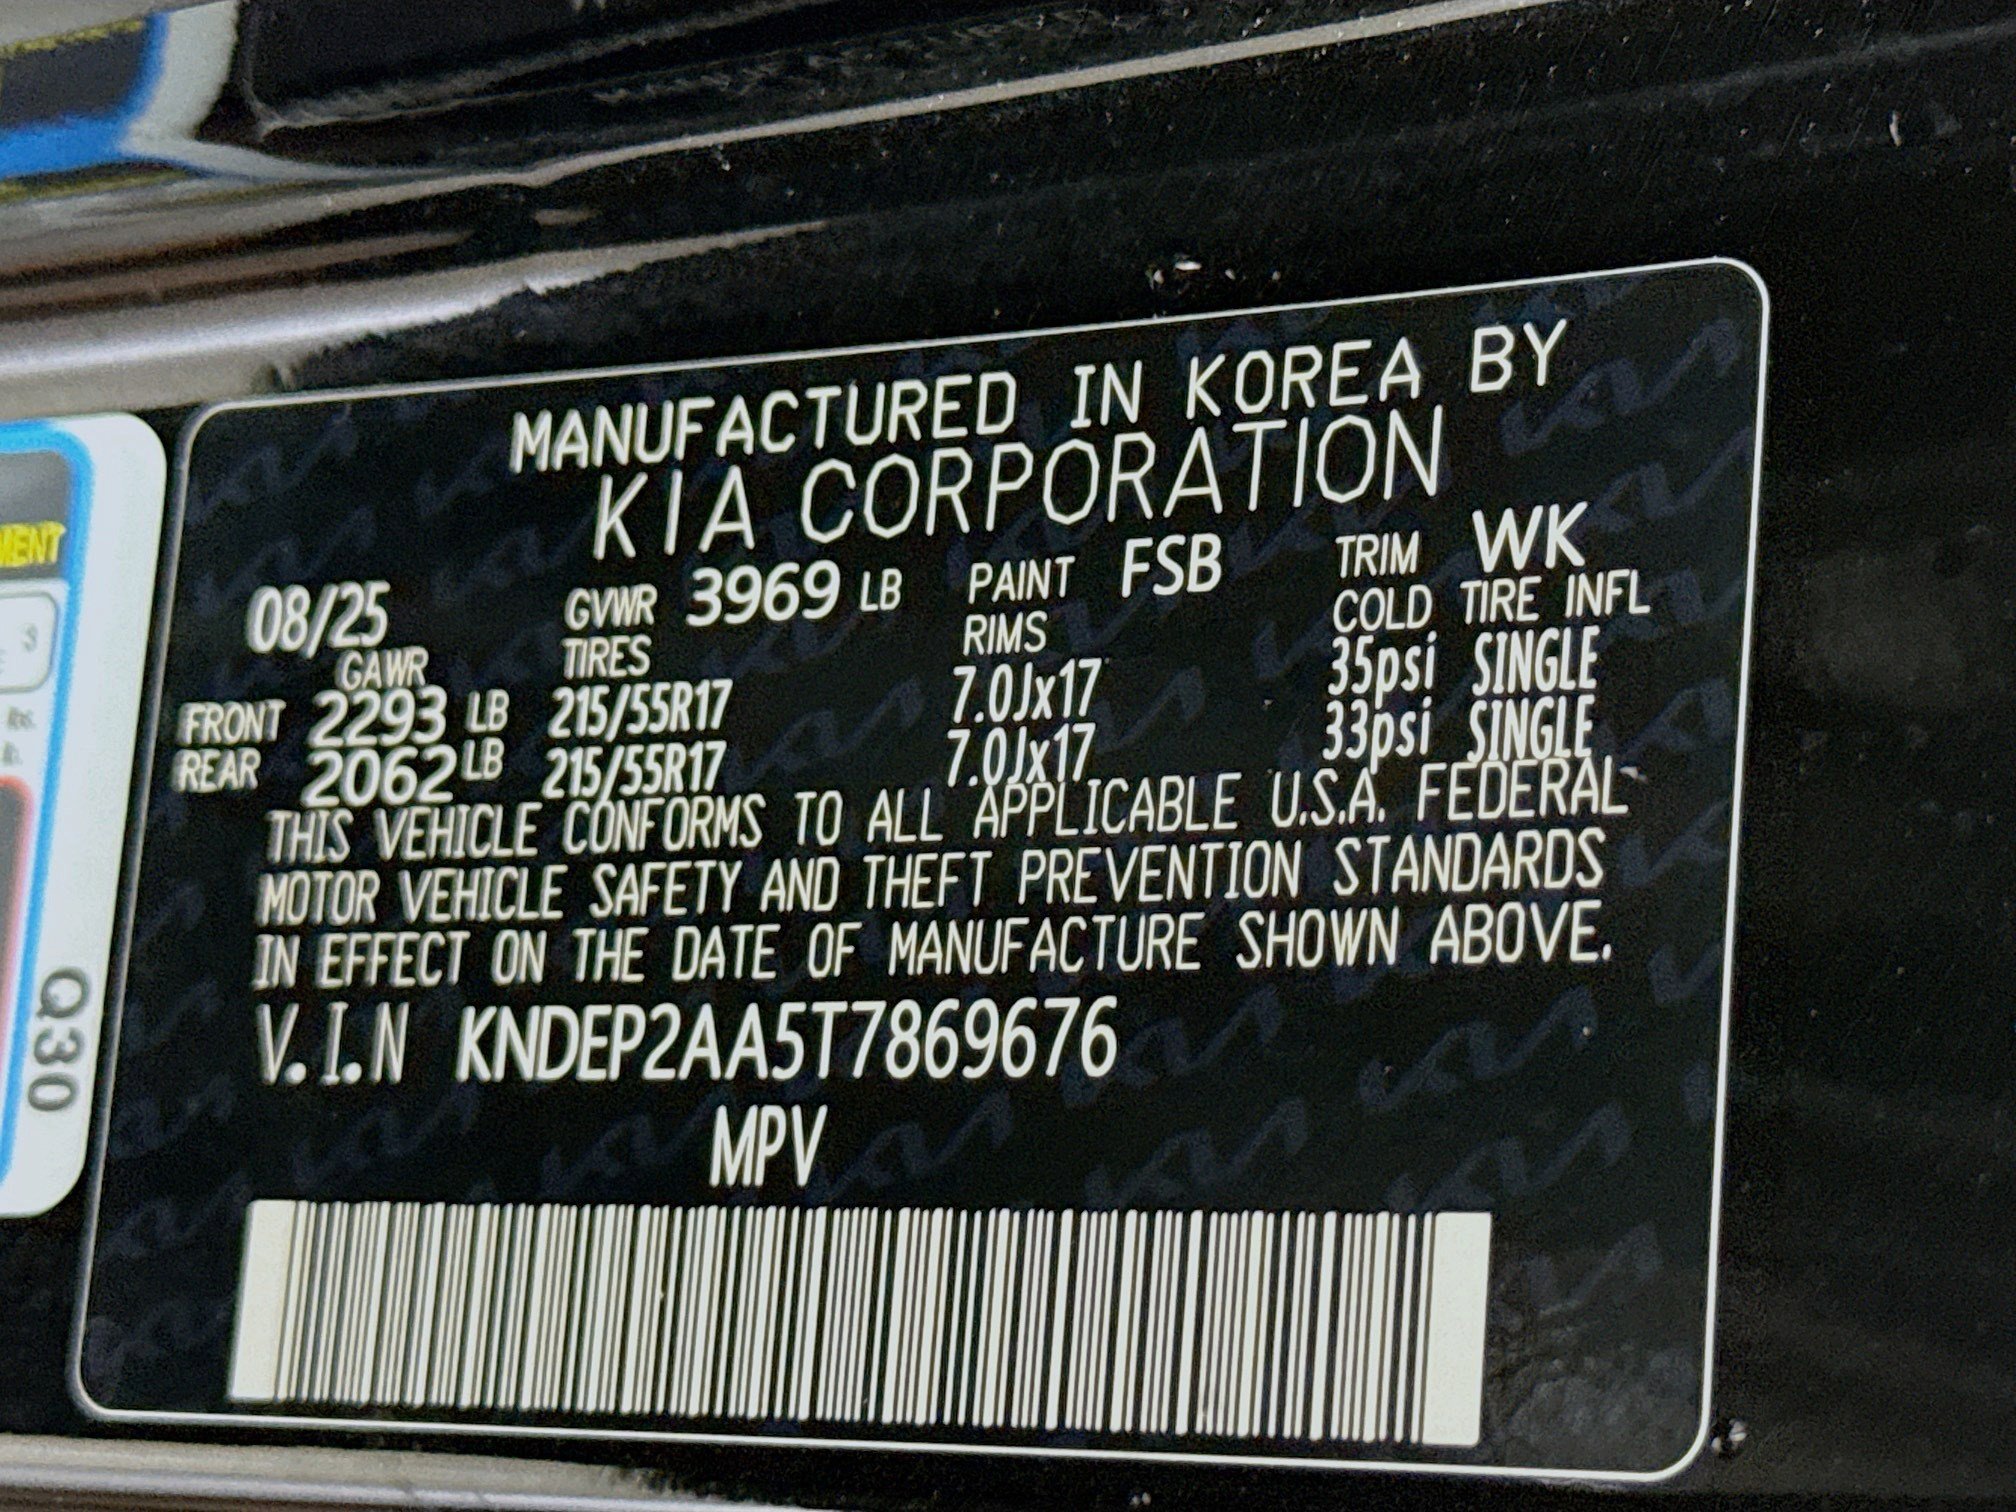 MANUFACTURED IN KOREA BY
KIA CORPORATION
08/25 GVWR 3969 LB PAINT FSB TRIM WK
GAWR TIRES RIMS COLD TIRE INFL
FRONT 2293 LB 215/55R17 7.0Jx17 35psi SINGLE
REAR 2062 LB 215/55R17 7.0Jx17 33psi SINGLE
THIS VEHICLE CONFORMS TO ALL APPLICABLE U.S.A. FEDERAL
MOTOR VEHICLE SAFETY AND THEFT PREVENTION STANDARDS
IN EFFECT ON THE DATE OF MANUFACTURE SHOWN ABOVE.
V.I.N KNDEP2AA5T7869676
MPV
Q30